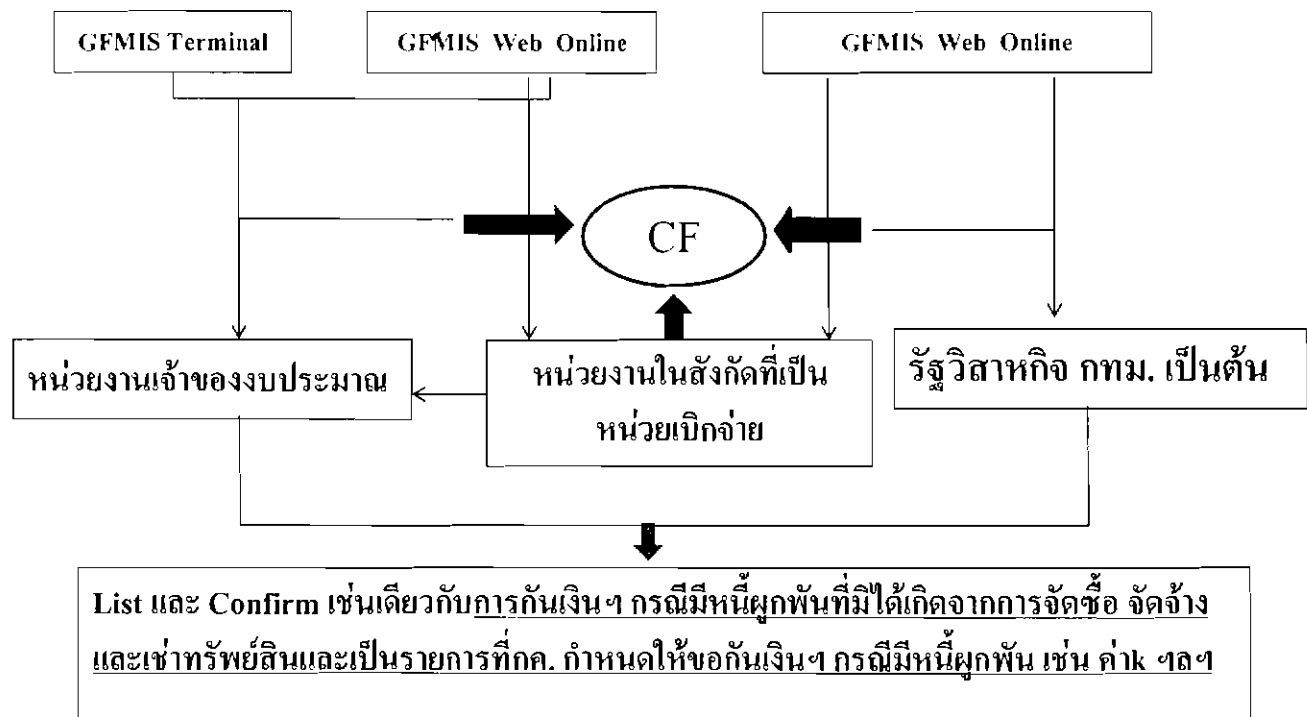 GFMIS Terminal
GFMIS Web Online
GFMIS Web Online
CF
หน่วยงานเจ้าของงบประมาณ
หน่วยงานในสังกัดที่เป็น
หน่วยเบิกจ่าย
รัฐวิสาหกิจ กทม. เป็นต้น
List และ Confirm เช่นเดียวกับการกันเงินฯ กรณีมีหนี้ผูกพันที่มิได้เกิดจากการจัดซื้อ จัดจ้าง
และเช่าทรัพย์สินและเป็นรายการที่กค. กำหนดให้ขอกันเงินฯ กรณีมีหนี้ผูกพัน เช่น ค่าk ฯลฯ